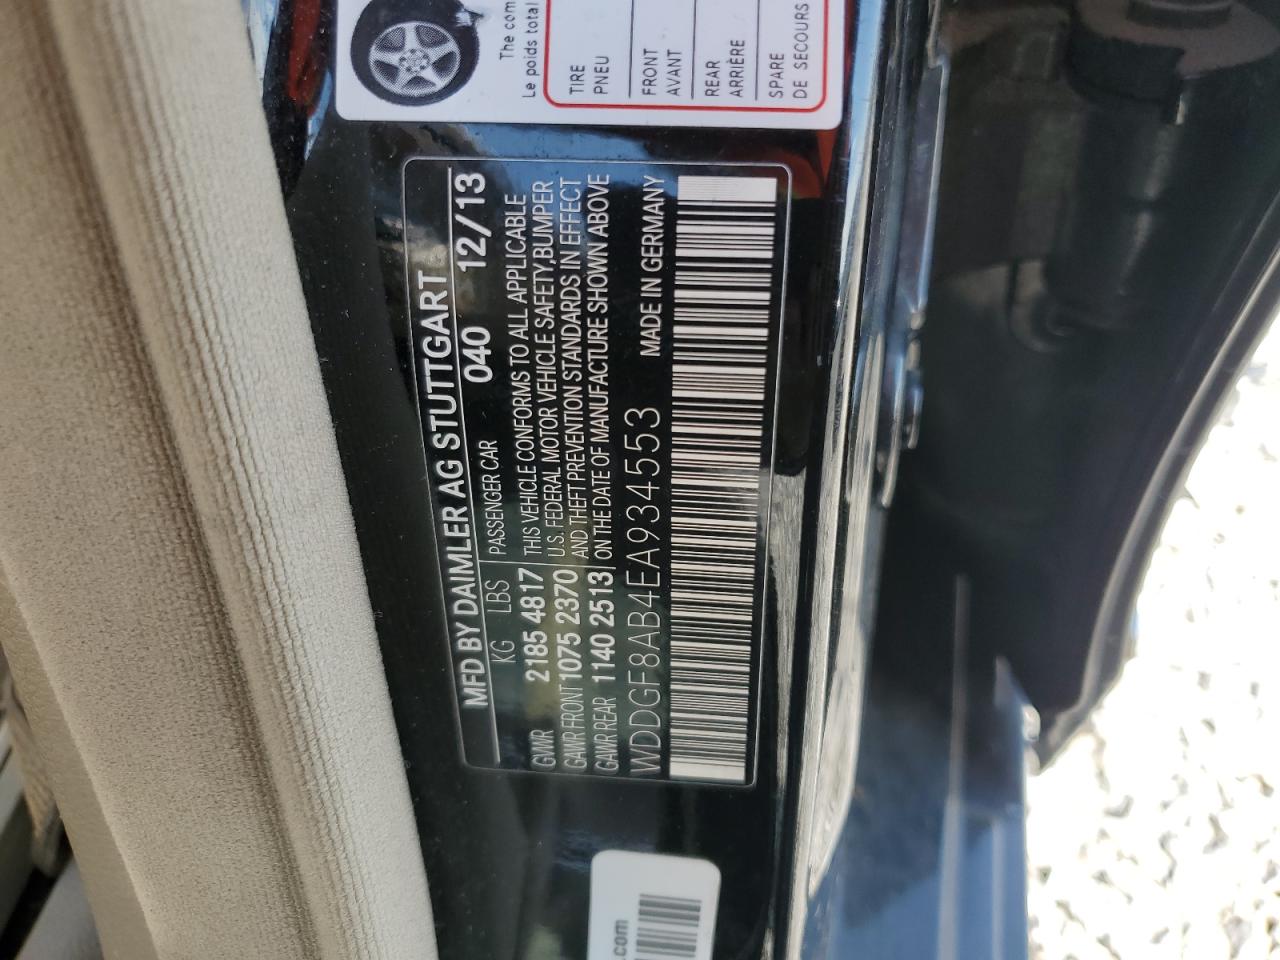 The com
Le poids total
TIRE
PNEU
FRONT
AVANT
REAR
ARRIÈRE
SPARE
DE SECOURS
MFD BY DAIMLER AG STUTTGART
KG LBS PASSENGER CAR 040 12/13
GVWR 2185 4817 THIS VEHICLE CONFORMS TO ALL APPLICABLE
GAWR FRONT 1075 2370 U.S. FEDERAL MOTOR VEHICLE SAFETY,BUMPER
AND THEFT PREVENTION STANDARDS IN EFFECT
GAWR REAR 1140 2513 ON THE DATE OF MANUFACTURE SHOWN ABOVE
WDDGF8AB4EA934553 MADE IN GERMANY
.com